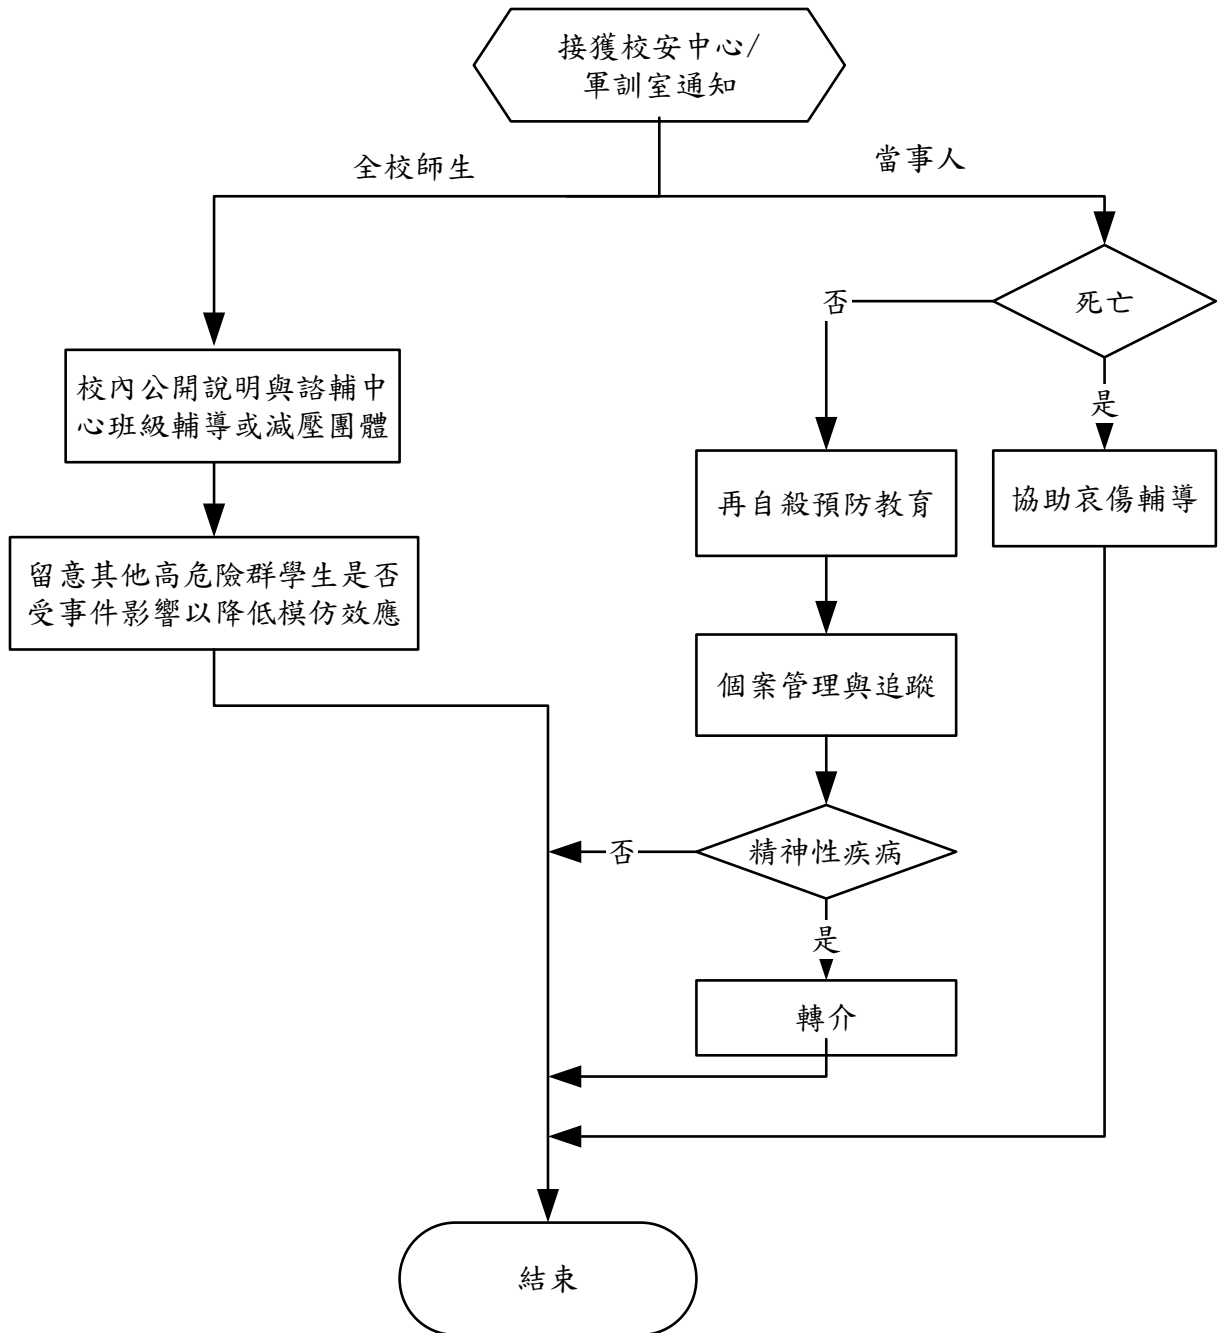 接獲校安中心/
軍訓室通知
全校師生
當事人
死亡
否
是
校內公開說明與諮輔中
心班級輔導或減壓團體
再自殺預防教育
協助哀傷輔導
留意其他高危險群學生是否
受事件影響以降低模仿效應
個案管理與追蹤
精神性疾病
否
是
轉介
結束